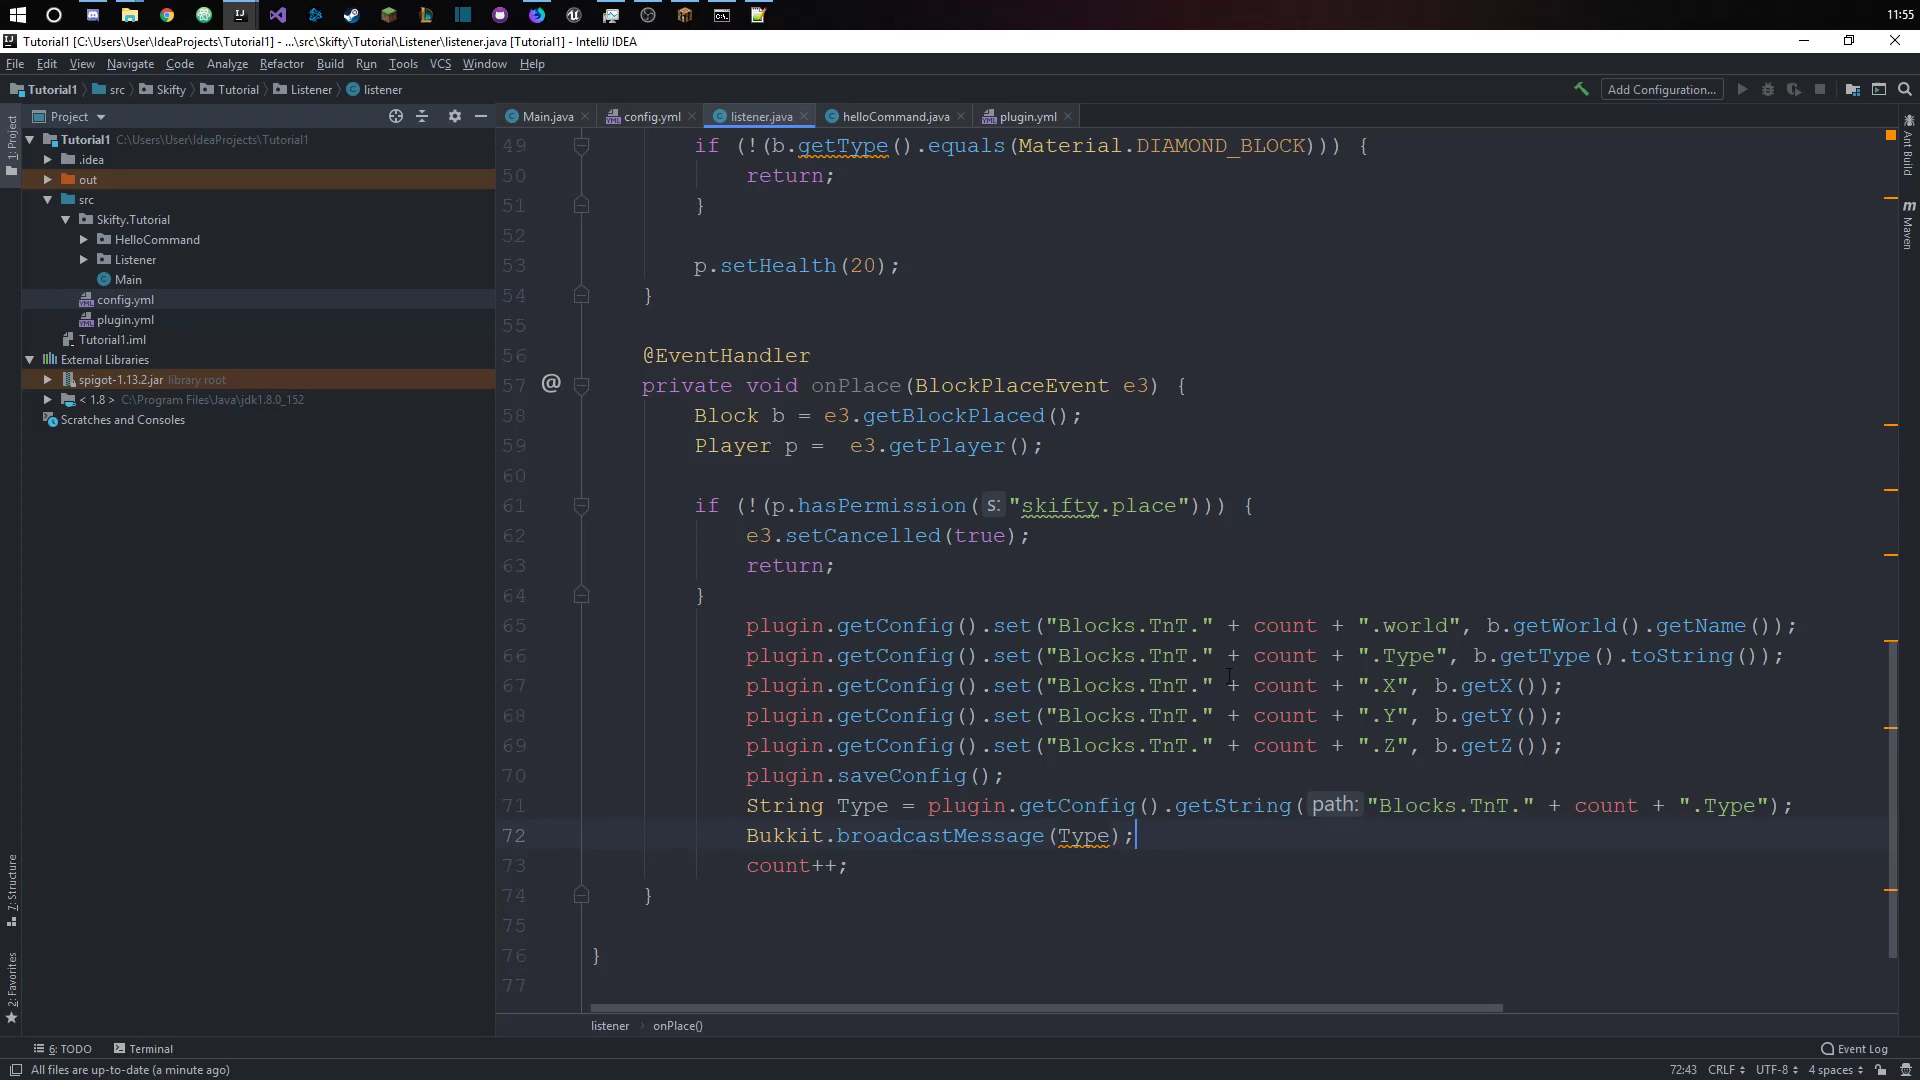 11:55
Tutorial1 [C:\Users\User\IdeaProjects\Tutorial1] - ...\src\Skifty\Tutorial\Listener\listener.java [Tutorial1] - IntelliJ IDEA
File Edit View Navigate Code Analyze Refactor Build Run Tools VCS Window Help
Tutorial1 src Skifty Tutorial Listener listener Add Configuration...
Project
Main.java config.yml listener.java helloCommand.java plugin.yml
1: Project
Tutorial1 C:\Users\User\IdeaProjects\Tutorial1
.idea
out
src
Skifty.Tutorial
HelloCommand
Listener
Main
config.yml
plugin.yml
Tutorial1.iml
External Libraries
spigot-1.13.2.jar library root
< 1.8 > C:\Program Files\Java\jdk1.8.0_152
Scratches and Consoles
7: Structure
2: Favorites
49 if (!(b.getType().equals(Material.DIAMOND_BLOCK))) {
50 return;
51 }
52
53 p.setHealth(20);
54 }
55
56 @EventHandler
57 @ private void onPlace(BlockPlaceEvent e3) {
58 Block b = e3.getBlockPlaced();
59 Player p =  e3.getPlayer();
60
61 if (!(p.hasPermission( s: "skifty.place"))) {
62 e3.setCancelled(true);
63 return;
64 }
65 plugin.getConfig().set("Blocks.TnT." + count + ".world", b.getWorld().getName());
66 plugin.getConfig().set("Blocks.TnT." + count + ".Type", b.getType().toString());
67 plugin.getConfig().set("Blocks.TnT." + count + ".X", b.getX());
68 plugin.getConfig().set("Blocks.TnT." + count + ".Y", b.getY());
69 plugin.getConfig().set("Blocks.TnT." + count + ".Z", b.getZ());
70 plugin.saveConfig();
71 String Type = plugin.getConfig().getString( path: "Blocks.TnT." + count + ".Type");
72 Bukkit.broadcastMessage(Type);
73 count++;
74 }
75
76 }
77
Ant Build
m Maven
listener onPlace()
6: TODO Terminal Event Log
All files are up-to-date (a minute ago) 72:43 CRLF UTF-8 4 spaces